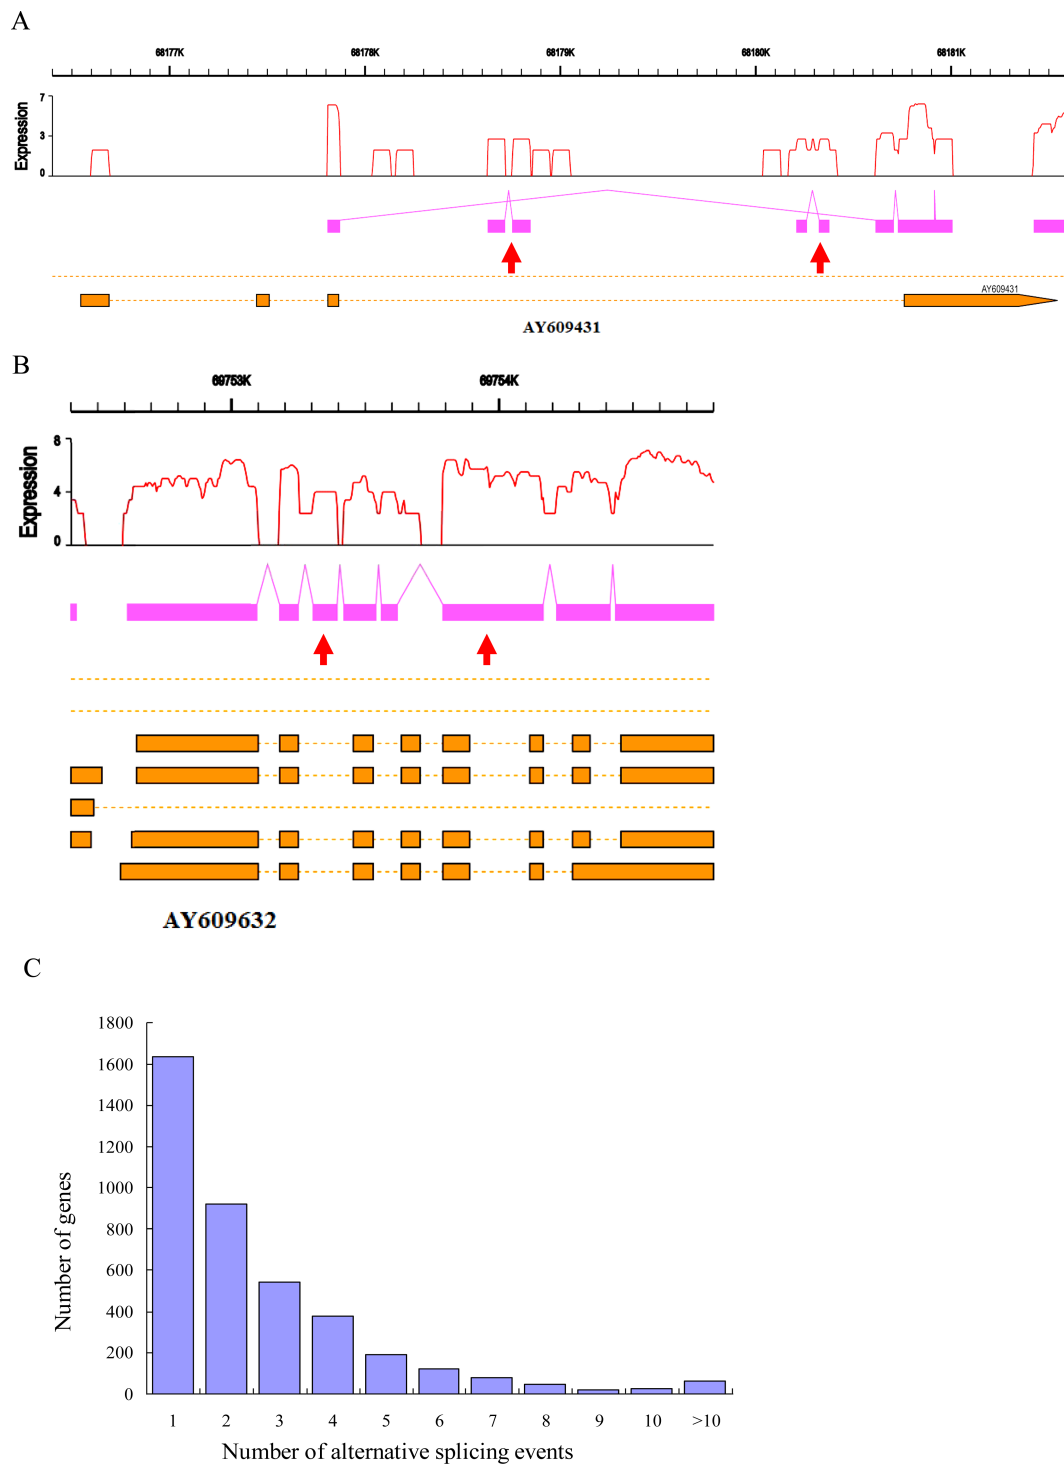 A
68177K 68178K 68179K 68180K 68181K
7
3
0
Expression
AY609431
AY609431
B
69753K 69754K
8
4
0
Expression
AY609632
C
1800
1600
1400
1200
1000
800
600
400
200
0
Number of genes
1 2 3 4 5 6 7 8 9 10 >10
Number of alternative splicing events